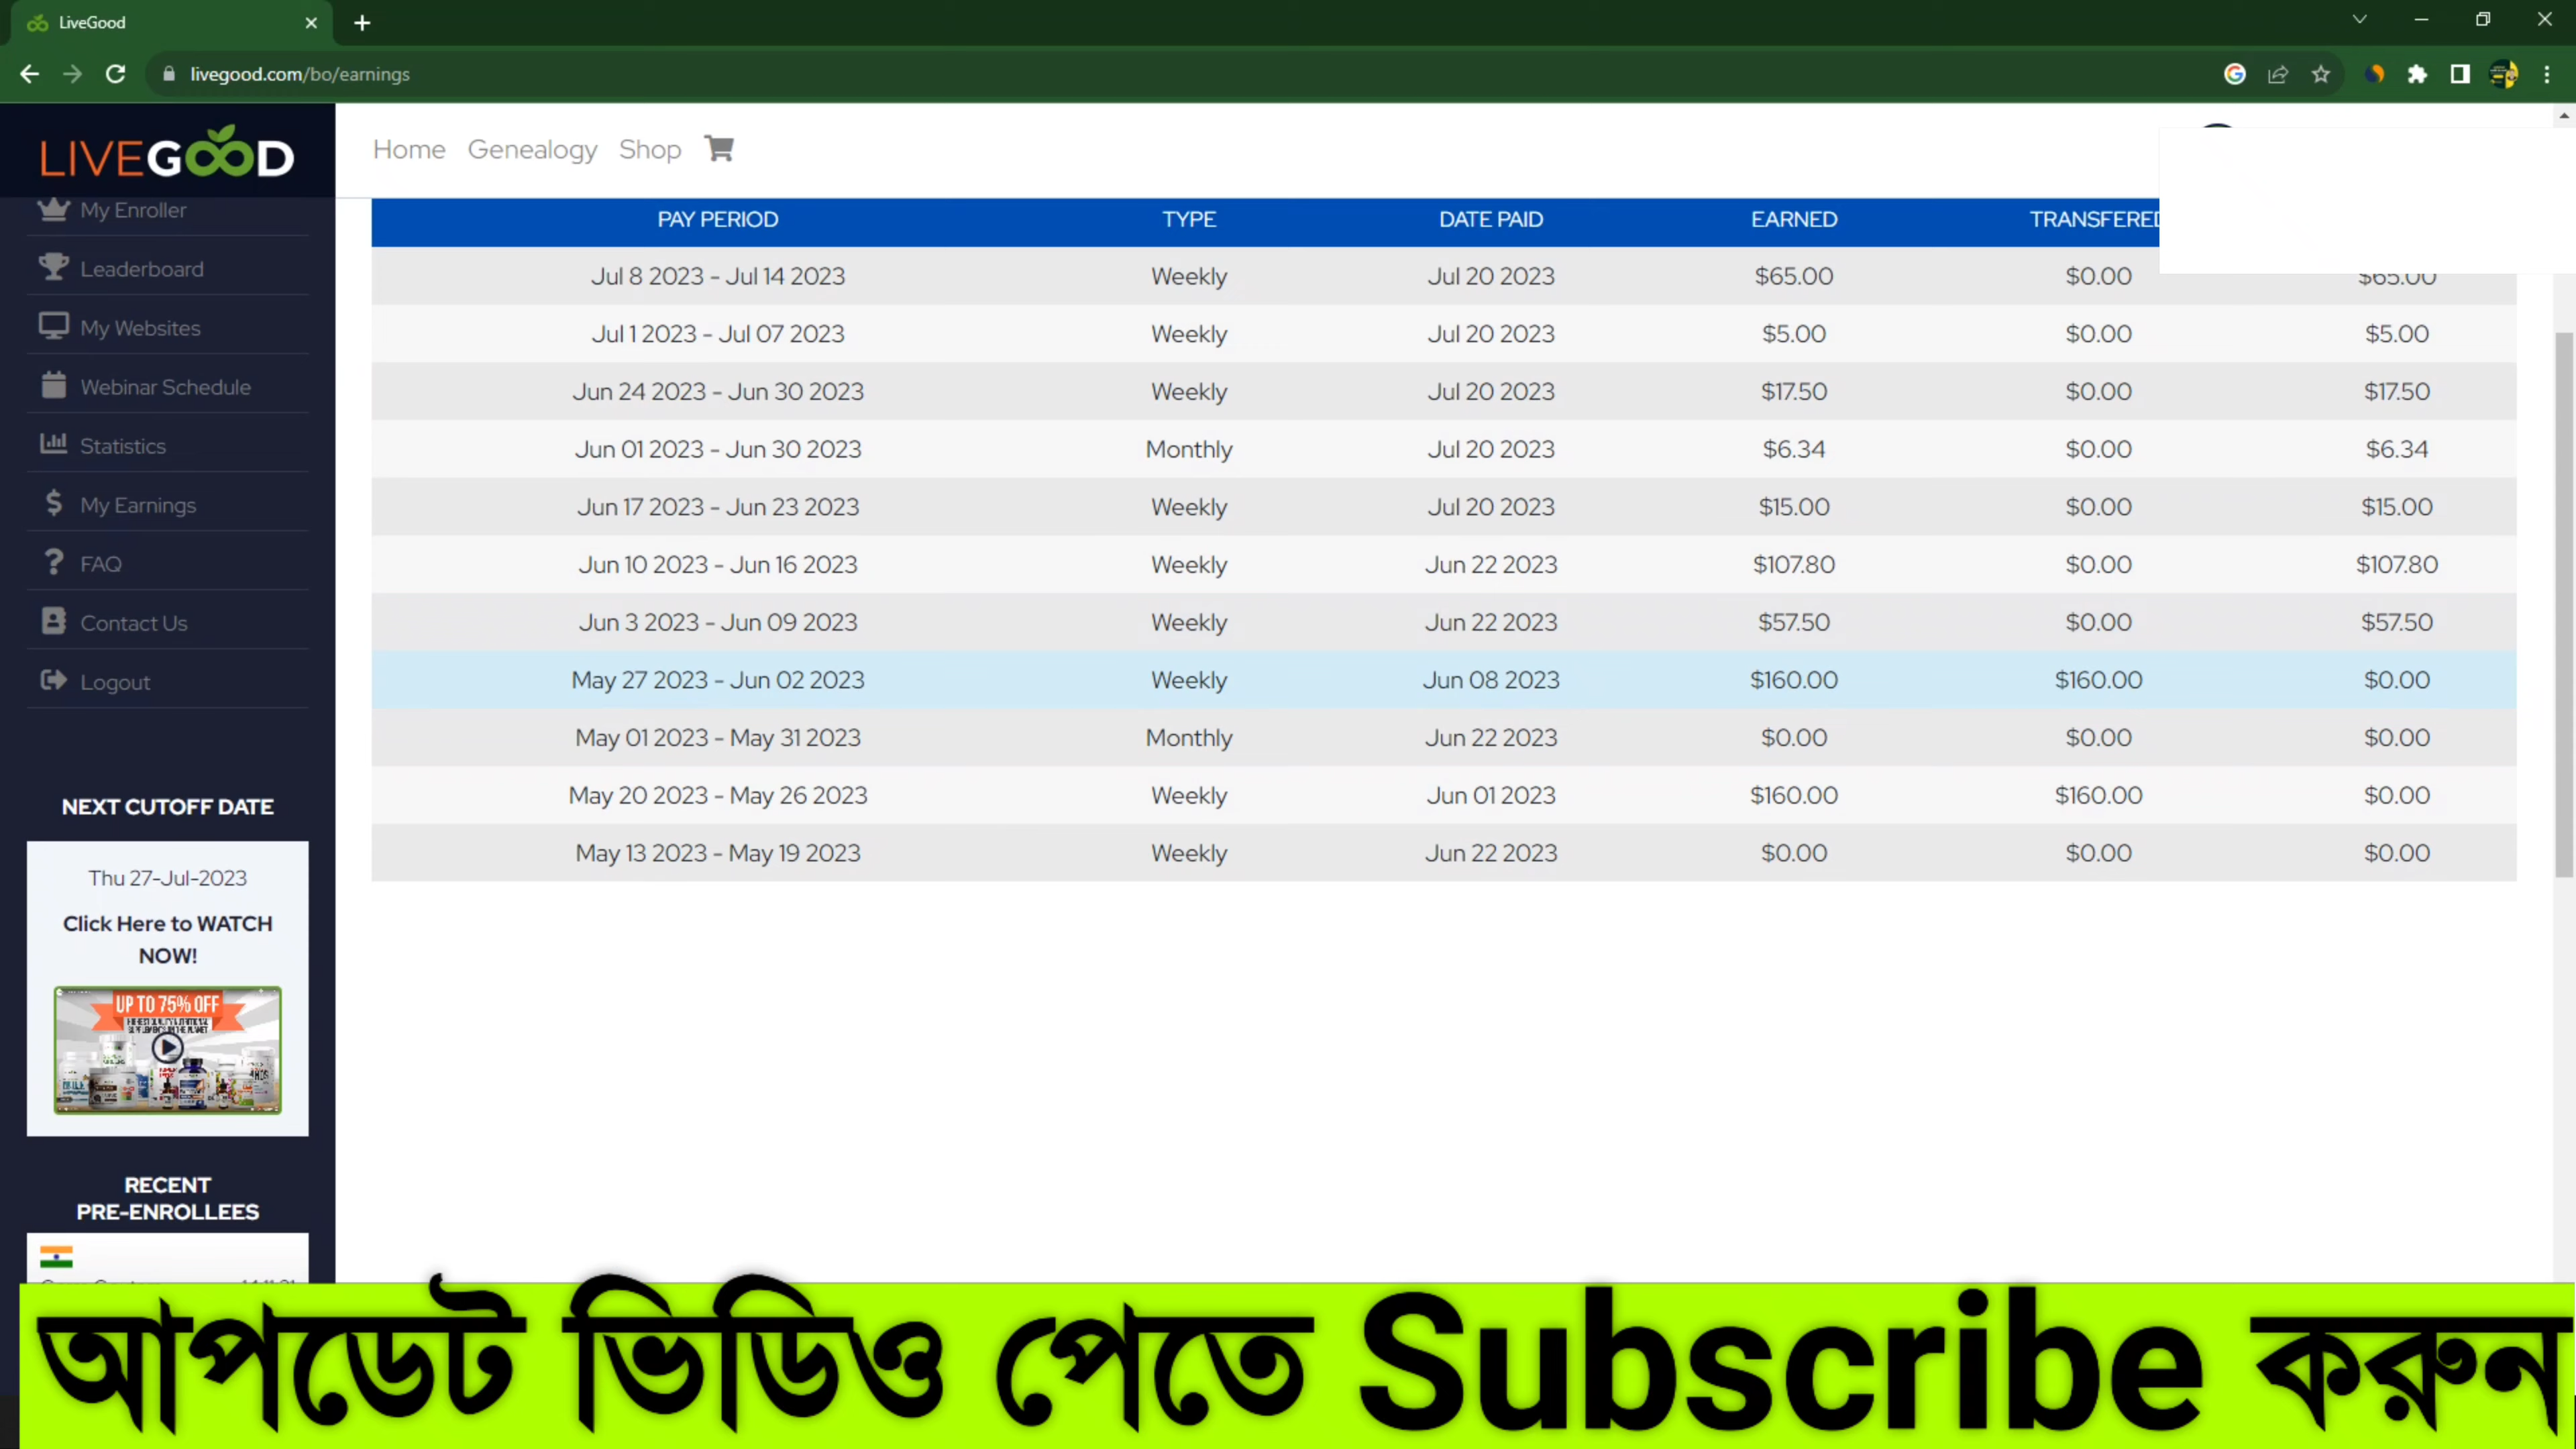 LiveGood
livegood.com/bo/earnings
LIVEGOOD
Home Genealogy Shop
My Enroller
Leaderboard
My Websites
Webinar Schedule
Statistics
My Earnings
FAQ
Contact Us
Logout
NEXT CUTOFF DATE
Thu 27-Jul-2023
Click Here to WATCH
NOW!
UP TO 75% OFF
RECENT
PRE-ENROLLEES
PAY PERIOD TYPE DATE PAID EARNED TRANSFERED
Jul 8 2023 - Jul 14 2023 Weekly Jul 20 2023 $65.00 $0.00 $65.00
Jul 1 2023 - Jul 07 2023 Weekly Jul 20 2023 $5.00 $0.00 $5.00
Jun 24 2023 - Jun 30 2023 Weekly Jul 20 2023 $17.50 $0.00 $17.50
Jun 01 2023 - Jun 30 2023 Monthly Jul 20 2023 $6.34 $0.00 $6.34
Jun 17 2023 - Jun 23 2023 Weekly Jul 20 2023 $15.00 $0.00 $15.00
Jun 10 2023 - Jun 16 2023 Weekly Jun 22 2023 $107.80 $0.00 $107.80
Jun 3 2023 - Jun 09 2023 Weekly Jun 22 2023 $57.50 $0.00 $57.50
May 27 2023 - Jun 02 2023 Weekly Jun 08 2023 $160.00 $160.00 $0.00
May 01 2023 - May 31 2023 Monthly Jun 22 2023 $0.00 $0.00 $0.00
May 20 2023 - May 26 2023 Weekly Jun 01 2023 $160.00 $160.00 $0.00
May 13 2023 - May 19 2023 Weekly Jun 22 2023 $0.00 $0.00 $0.00
আপডেট ভিডিও পেতে Subscribe করুন